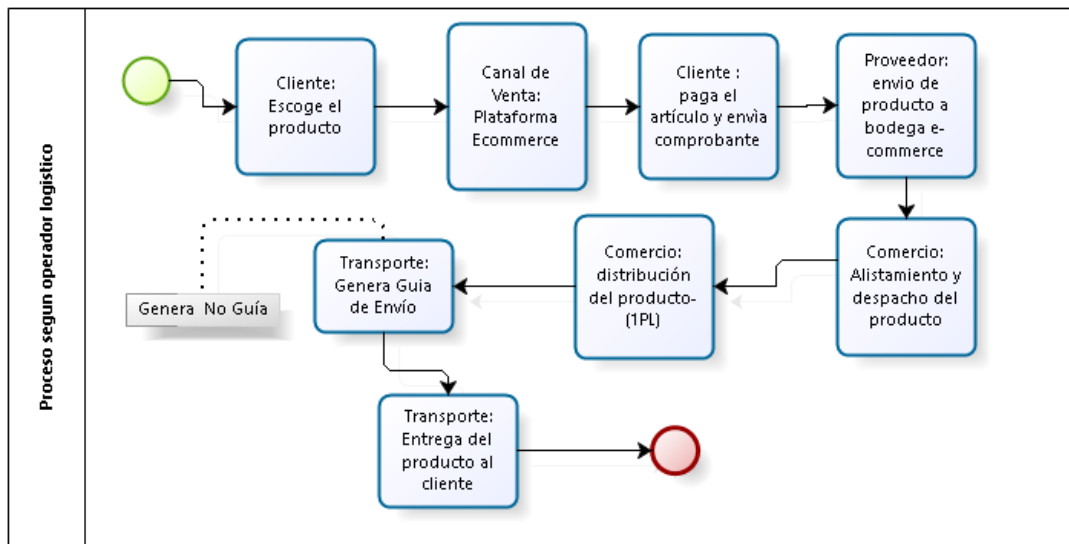 Proceso segun operador logistico
Cliente:
Escoge el
producto
Canal de
Venta:
Plataforma
Ecommerce
Cliente :
paga el
artículo y envìa
comprobante
Proveedor:
envio de
producto a
bodega e-
commerce
Comercio:
Alistamiento y
despacho del
producto
Comercio:
distribución
del producto-
(1PL)
Transporte:
Genera Guia
de Envío
Genera No Guía
Transporte:
Entrega del
producto al
cliente